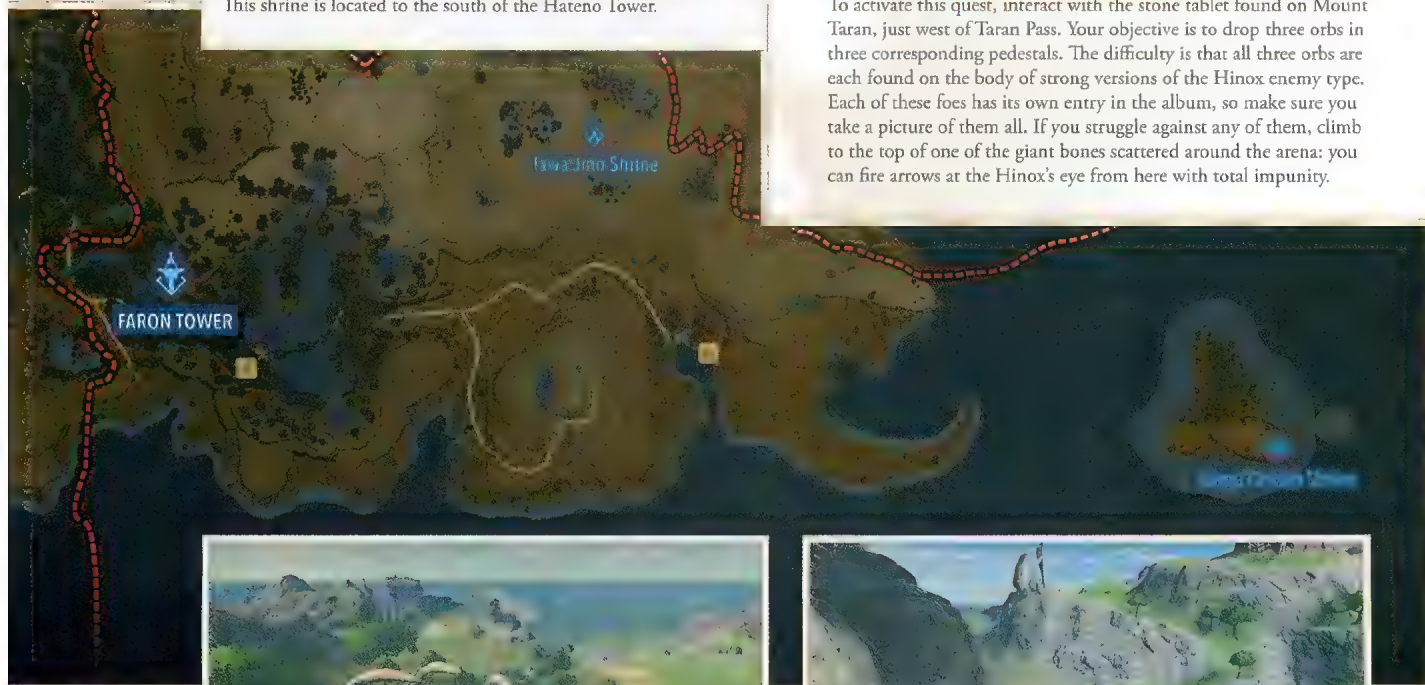 This shrine is located to the south of the Hateno Tower.
To activate this quest, interact with the stone tablet found on Mount
Taran, just west of Taran Pass. Your objective is to drop three orbs in
three corresponding pedestals. The difficulty is that all three orbs are
each found on the body of strong versions of the Hinox enemy type.
Each of these foes has its own entry in the album, so make sure you
take a picture of them all. If you struggle against any of them, climb
to the top of one of the giant bones scattered around the arena: you
can fire arrows at the Hinox's eye from here with total impunity.
Shrine
FARON TOWER